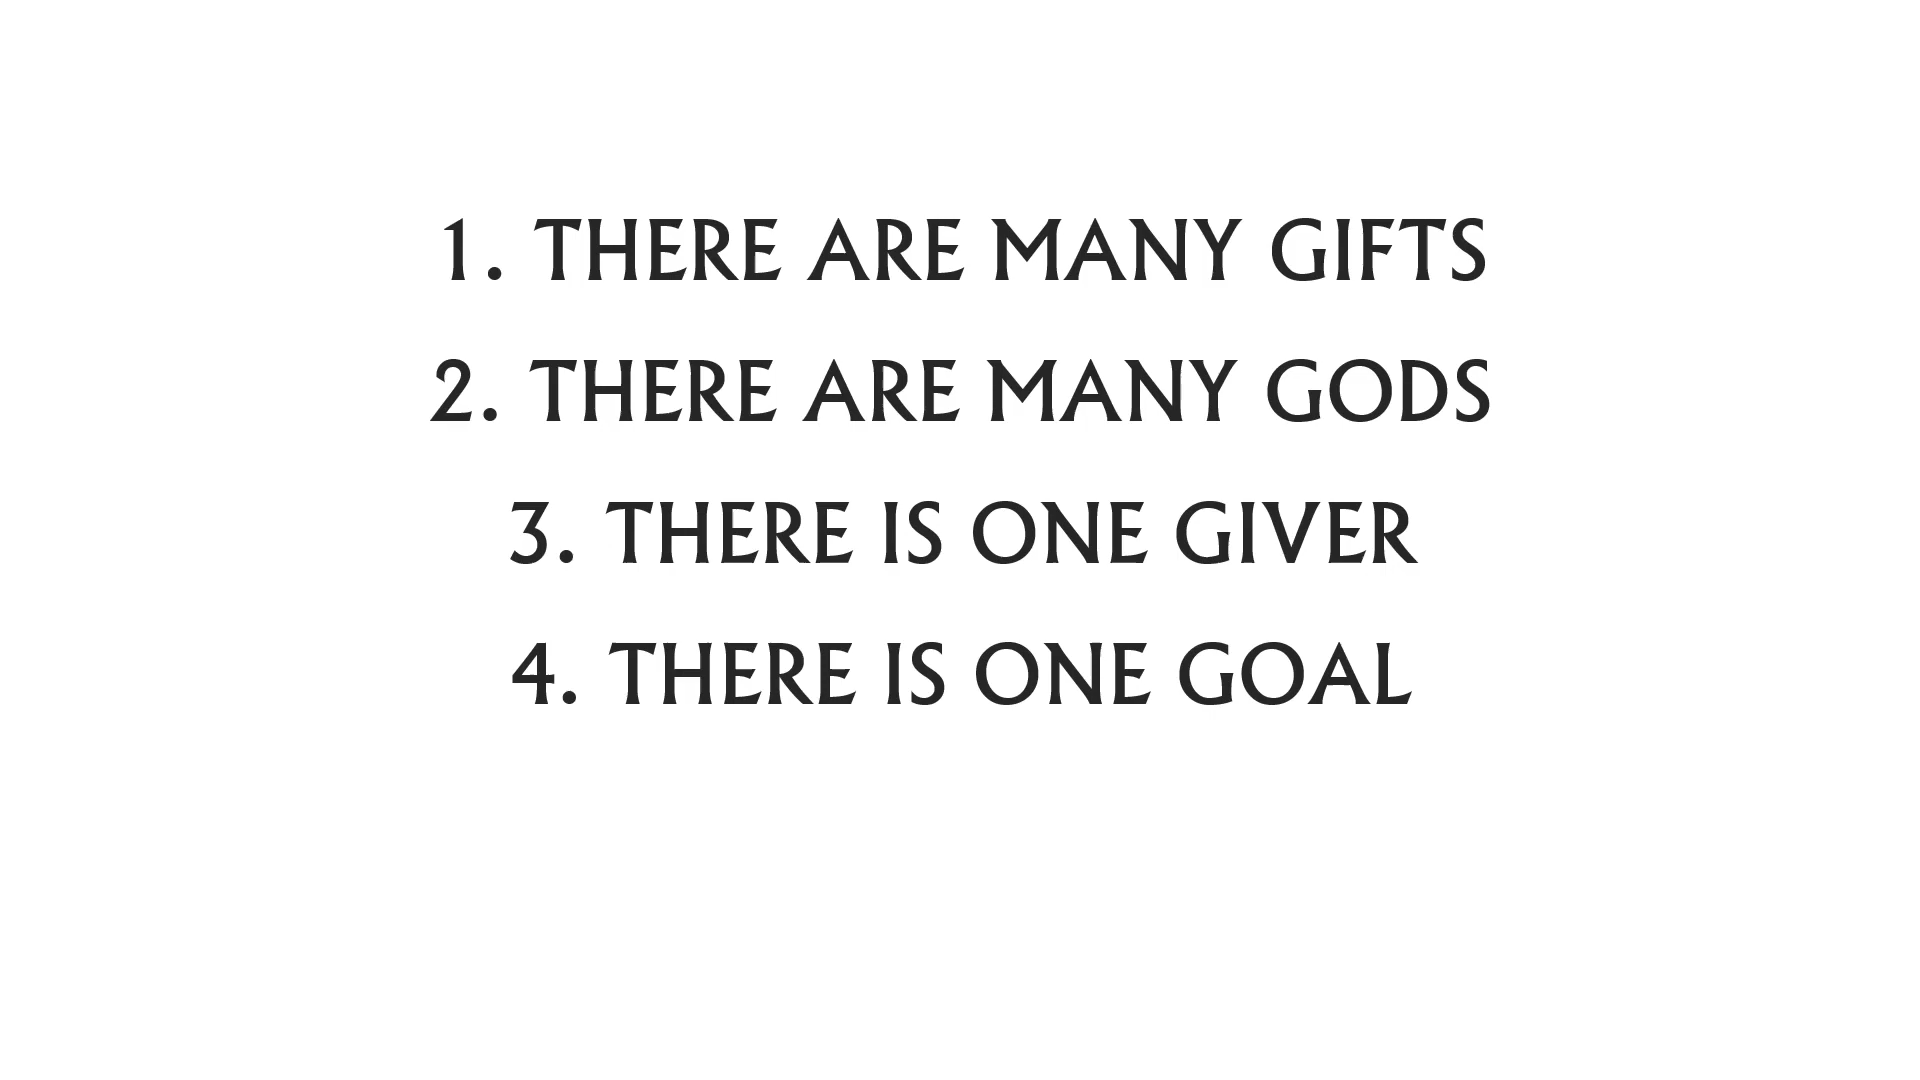 1. THERE ARE MANY GIFTS
2. THERE ARE MANY GODS
3. THERE IS ONE GIVER
4. THERE IS ONE GOAL